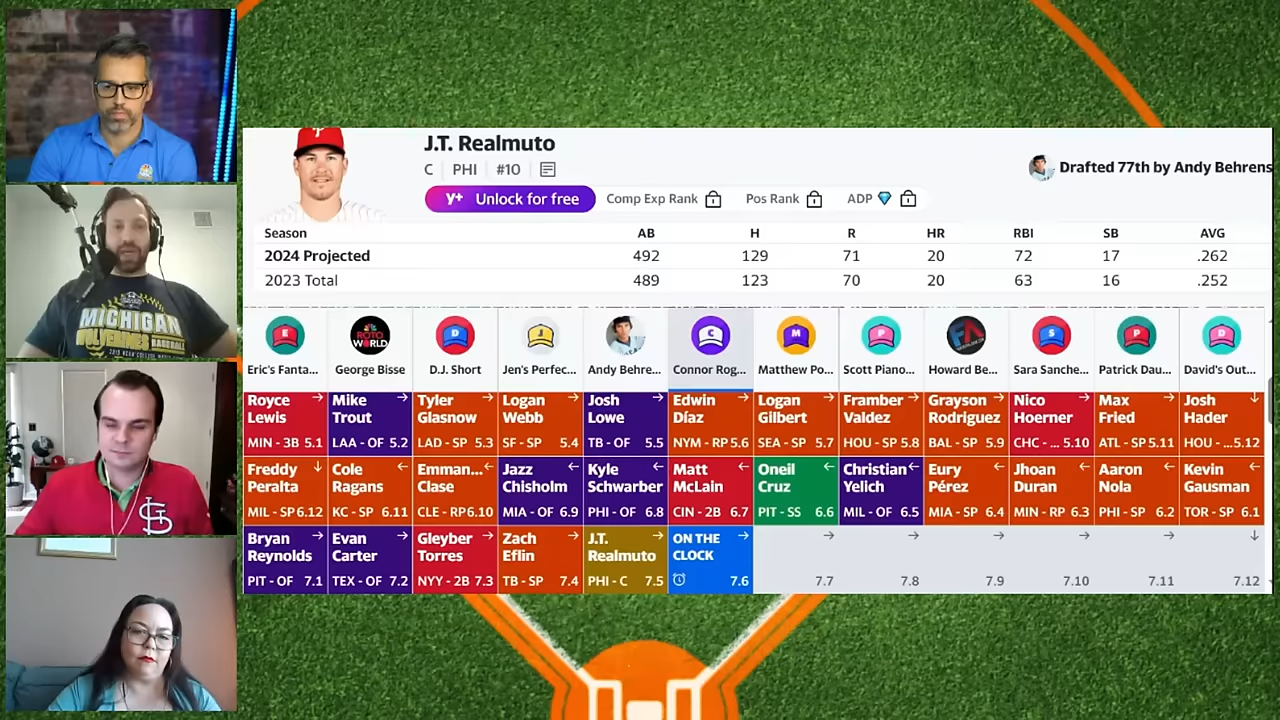 J.T. Realmuto
C PHI #10
y+ Unlock for free Comp Exp Rank Pos Rank ADP
Drafted 77th by Andy Behrens
Season AB H R HR RBI SB AVG
2024 Projected 492 129 71 20 72 17 .262
2023 Total 489 123 70 20 63 16 .252
E ROTO WORLD D J C M P FA S P D
Eric's Fanta... George Bisse D.J. Short Jen's Perfec... Andy Behre... Connor Rog... Matthew Po... Scott Piano... Howard Be... Sara Sanche... Patrick Dau... David's Out...
Royce Mike Tyler Logan Josh Edwin Logan Framber Grayson Nico Max Josh
Lewis Trout Glasnow Webb Lowe Díaz Gilbert Valdez Rodriguez Hoerner Fried Hader
MIN - 3B 5.1 LAA - OF 5.2 LAD - SP 5.3 SF - SP 5.4 TB - OF 5.5 NYM - RP 5.6 SEA - SP 5.7 HOU - SP 5.8 BAL - SP 5.9 CHC - ... 5.10 ATL - SP 5.11 HOU - ... 5.12
Freddy Cole Emman... Jazz Kyle Matt Oneil Christian Eury Jhoan Aaron Kevin
Peralta Ragans Clase Chisholm Schwarber McLain Cruz Yelich Pérez Duran Nola Gausman
MIL - SP 6.12 KC - SP 6.11 CLE - RP 6.10 MIA - OF 6.9 PHI - OF 6.8 CIN - 2B 6.7 PIT - SS 6.6 MIL - OF 6.5 MIA - SP 6.4 MIN - RP 6.3 PHI - SP 6.2 TOR - SP 6.1
Bryan Evan Gleyber Zach J.T. ON THE
Reynolds Carter Torres Eflin Realmuto CLOCK
PIT - OF 7.1 TEX - OF 7.2 NYY - 2B 7.3 TB - SP 7.4 PHI - C 7.5 7.6 7.7 7.8 7.9 7.10 7.11 7.12
MICHIGAN
WOLVERINES
BASEBALL
STL